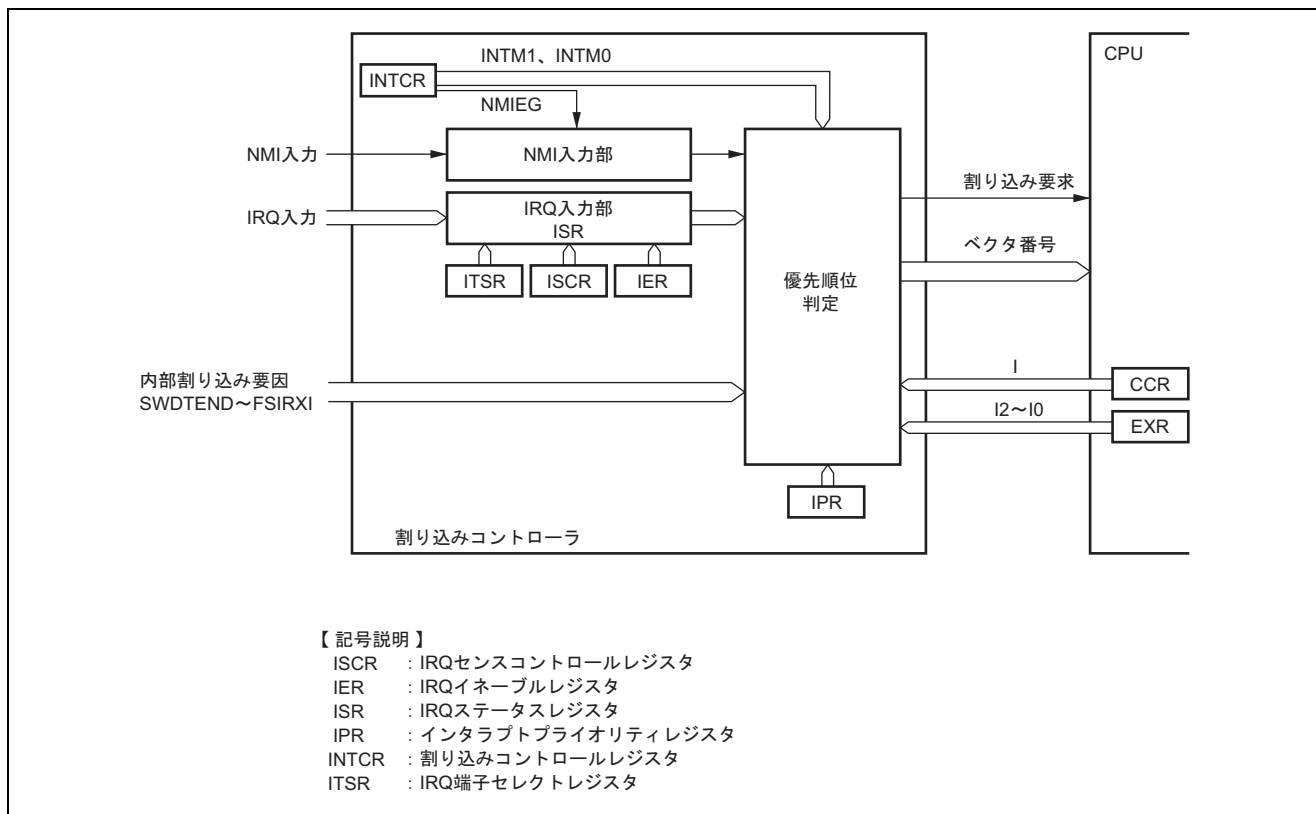 INTM1、INTM0
CPU
INTCR
NMIEG
NMI入力
NMI入力部
割り込み要求
IRQ入力
IRQ入力部
ISR
ベクタ番号
ITSR
ISCR
IER
優先順位
判定
内部割り込み要因
SWDTEND～FSIRXI
I
CCR
I2～I0
EXR
IPR
割り込みコントローラ
【 記号説明 】
ISCR : IRQセンスコントロールレジスタ
IER : IRQイネーブルレジスタ
ISR : IRQステータスレジスタ
IPR : インタラプトプライオリティレジスタ
INTCR : 割り込みコントロールレジスタ
ITSR : IRQ端子セレクトレジスタ